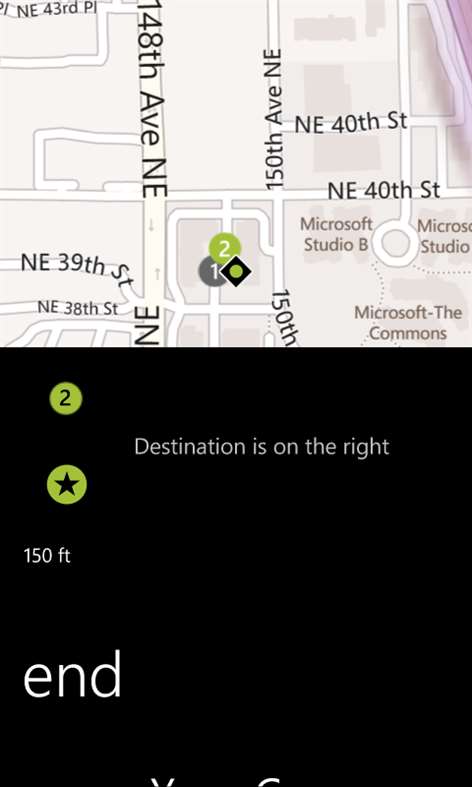 NE 43rd Pl
148th Ave NE
150th Ave NE
NE 40th St
NE 40th St
Microsoft
Studio B
Microsoft-The
Commons
Studio
NE 39th St
NE 38th St
NE
150th
2
1
2
Destination is on the right
150 ft
end